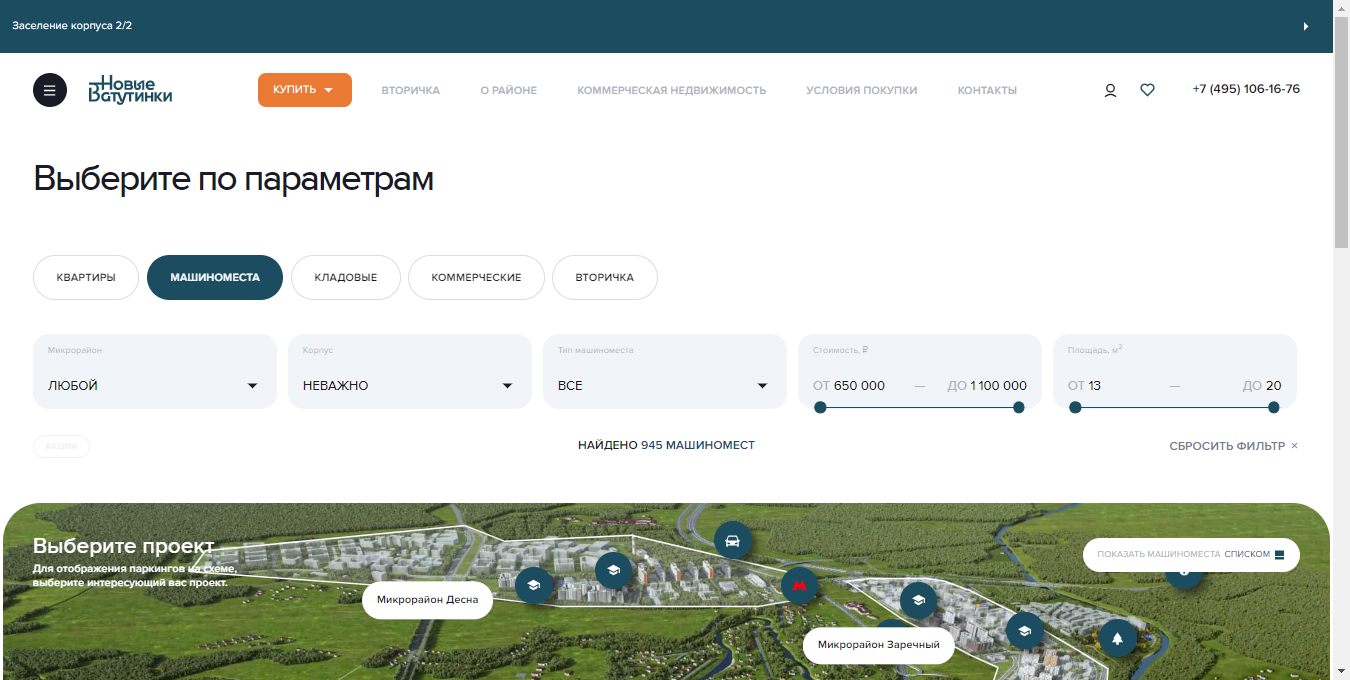 Заселение корпуса 2/2
Новые Ватутинки
КУПИТЬ
ВТОРИЧКА
О РАЙОНЕ
КОММЕРЧЕСКАЯ НЕДВИЖИМОСТЬ
УСЛОВИЯ ПОКУПКИ
КОНТАКТЫ
+7 (495) 106-16-76
Выберите по параметрам
КВАРТИРЫ
МАШИНОМЕСТА
КЛАДОВЫЕ
КОММЕРЧЕСКИЕ
ВТОРИЧКА
Микрорайон
ЛЮБОЙ
Корпус
НЕВАЖНО
Тип машиноместа
ВСЕ
Стоимость, ₽
ОТ 650 000 — ДО 1 100 000
Площадь, м²
ОТ 13 — ДО 20
АКЦИИ
НАЙДЕНО 945 МАШИНОМЕСТ
СБРОСИТЬ ФИЛЬТР ×
Выберите проект
Для отображения паркингов на схеме,
выберите интересующий вас проект.
ПОКАЗАТЬ МАШИНОМЕСТА СПИСКОМ
Микрорайон Десна
Микрорайон Заречный